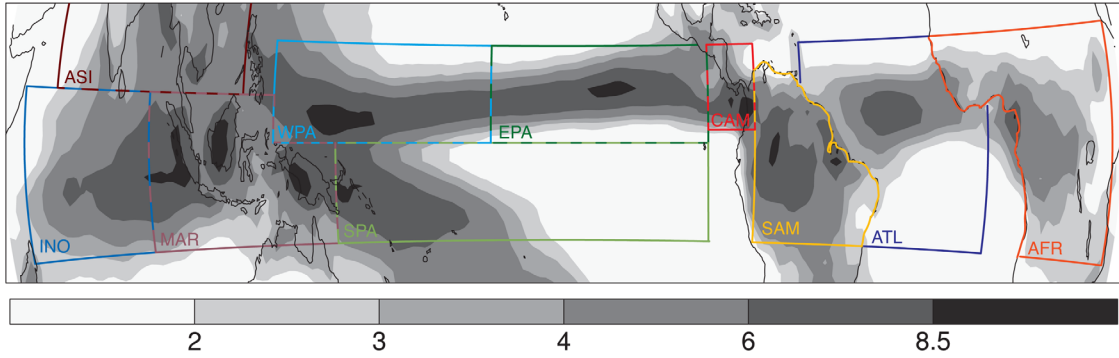 ASI
WPA
EPA
CAM
INO
MAR
SPA
SAM
ATL
AFR
2 3 4 6 8.5